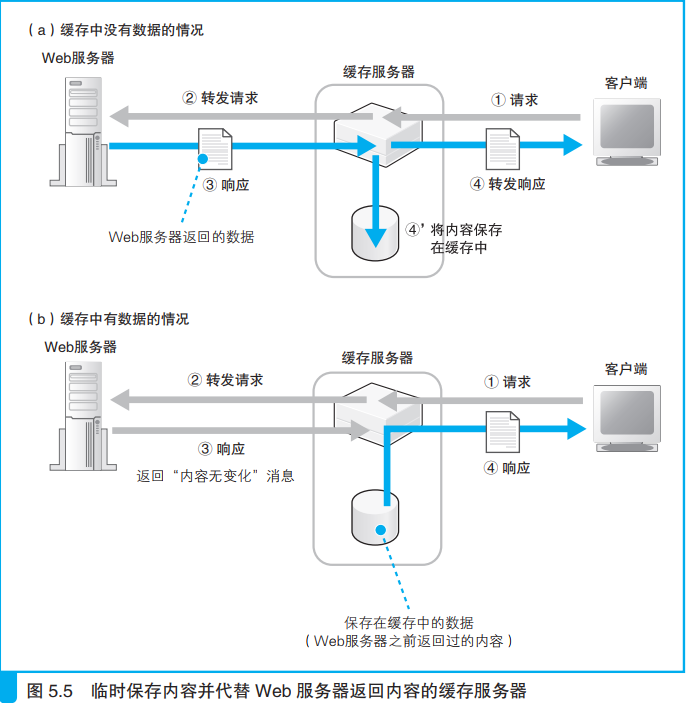 （a）缓存中没有数据的情况
Web服务器
缓存服务器
客户端
② 转发请求
① 请求
③ 响应
④ 转发响应
Web服务器返回的数据
④’将内容保存
在缓存中
（b）缓存中有数据的情况
Web服务器
缓存服务器
客户端
② 转发请求
① 请求
③ 响应
④ 响应
返回“内容无变化”消息
保存在缓存中的数据
（Web服务器之前返回过的内容）
图 5.5 临时保存内容并代替 Web 服务器返回内容的缓存服务器